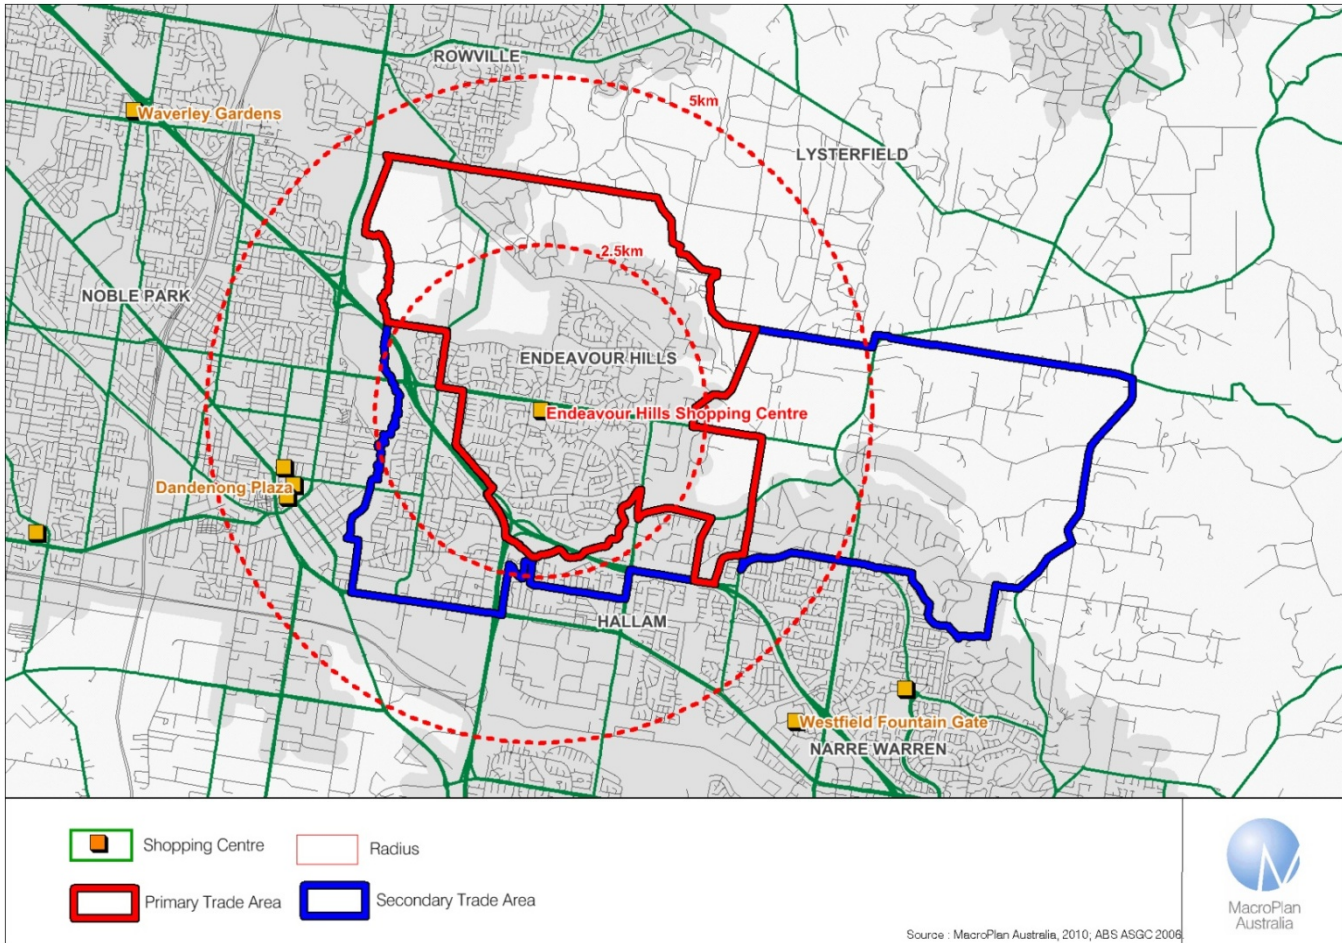 ROWVILLE
5km
Waverley Gardens
LYSTERFIELD
2.5km
NOBLE PARK
ENDEAVOUR HILLS
Endeavour Hills Shopping Centre
Dandenong Plaza
HALLAM
Westfield Fountain Gate
NARRE WARREN
Shopping Centre
Radius
Primary Trade Area
Secondary Trade Area
MacroPlan
Australia
Source : MacroPlan Australia, 2010; ABS ASGC 2006